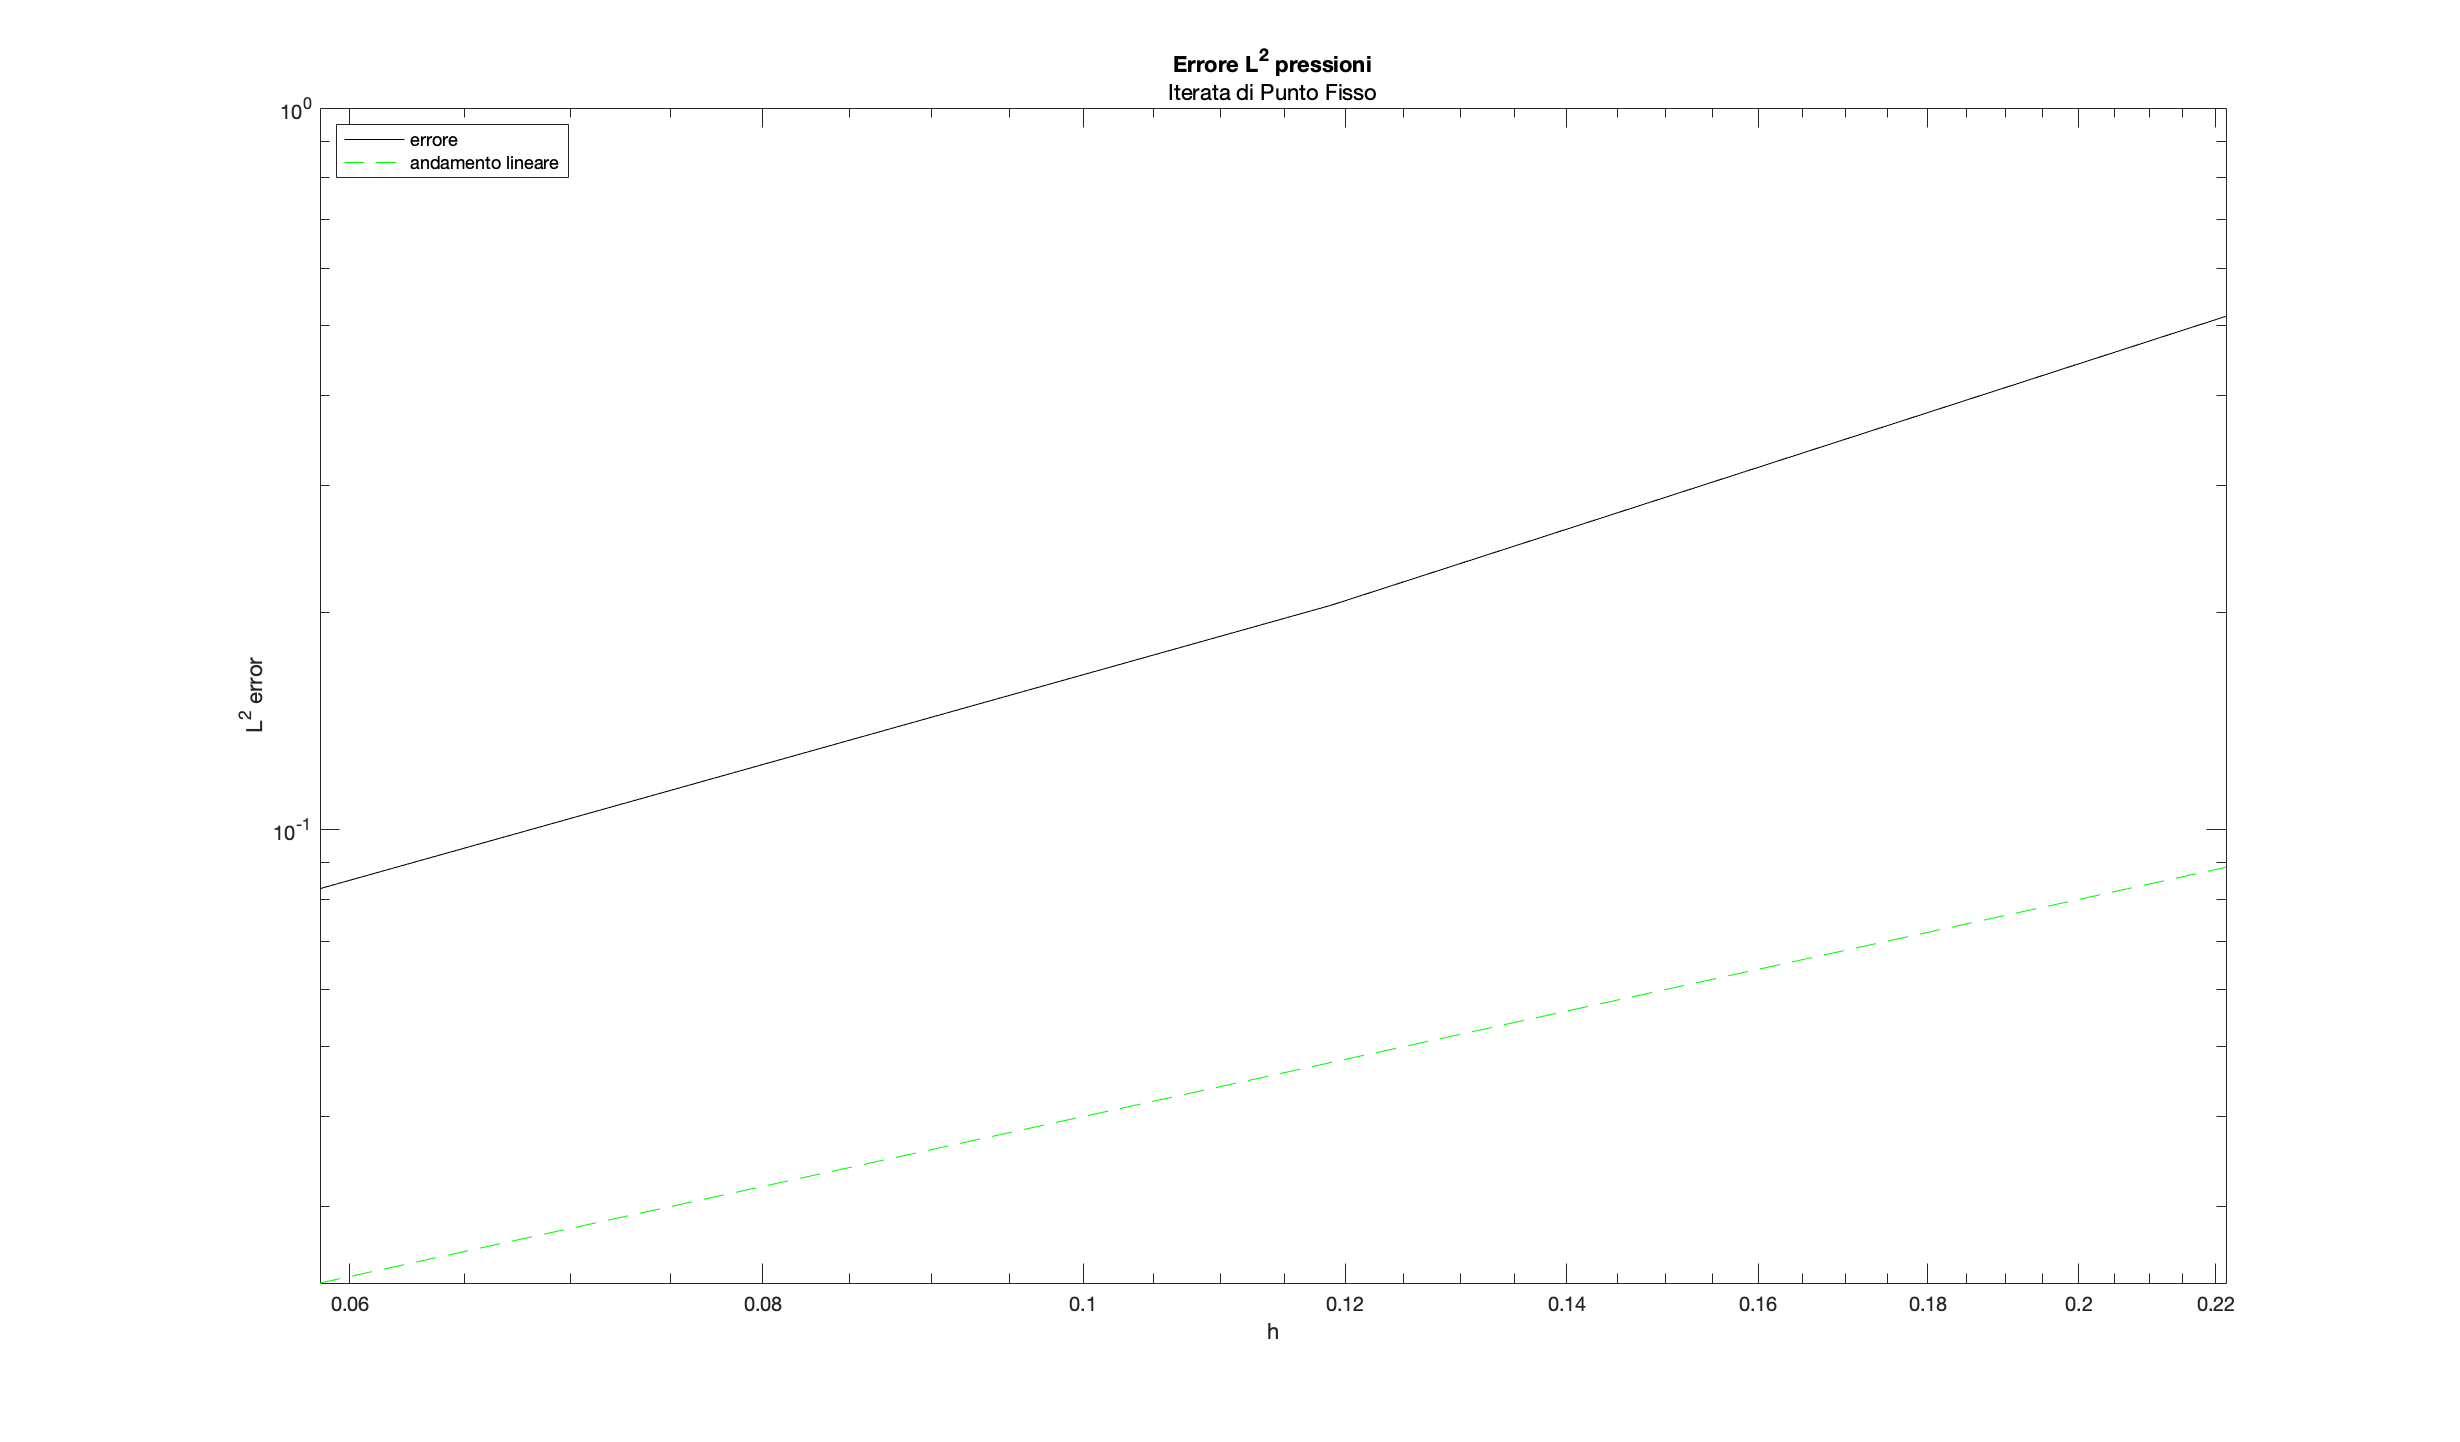 Errore L² pressioni
Iterata di Punto Fisso
10⁰
errore
andamento lineare
L² error
10⁻¹
0.06 0.08 0.1 0.12 0.14 0.16 0.18 0.2 0.22
h